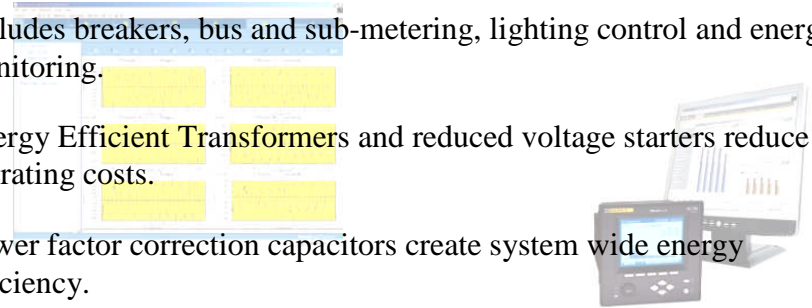 ludes breakers, bus and sub-metering, lighting control and energ
nitoring.
ergy Efficient Transformers and reduced voltage starters reduce
rating costs.
wer factor correction capacitors create system wide energy
ciency.